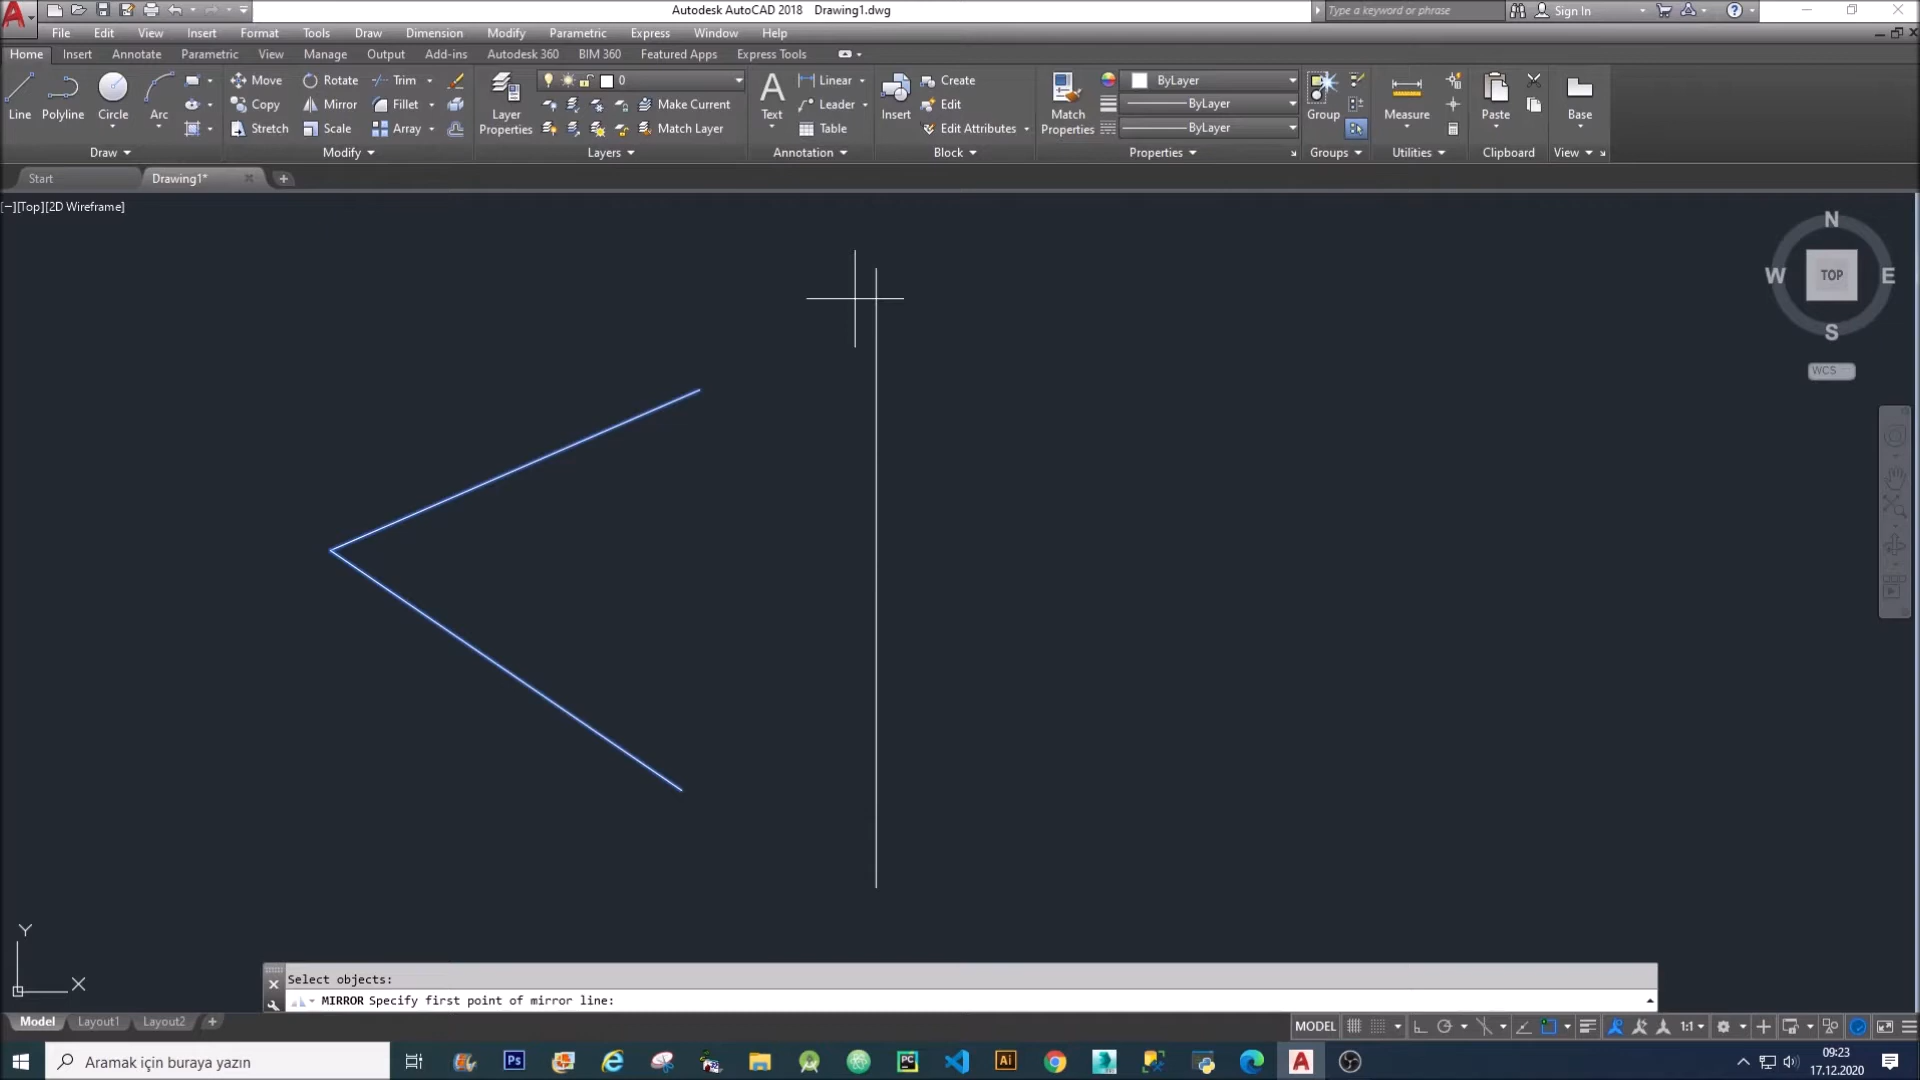 Autodesk AutoCAD 2018 Drawing1.dwg
Type a keyword or phrase
Sign In
File Edit View Insert Format Tools Draw Dimension Modify Parametric Express Window Help
Home Insert Annotate Parametric View Manage Output Add-ins Autodesk 360 BIM 360 Featured Apps Express Tools
Line Polyline Circle Arc
Move Rotate Trim
Copy Mirror Fillet
Stretch Scale Array
Layer Properties
0
Make Current
Match Layer
Text
Linear
Leader
Table
Insert
Create
Edit
Edit Attributes
Match Properties
ByLayer
ByLayer
ByLayer
Group
Measure
Paste
Base
Draw Modify Layers Annotation Block Properties Groups Utilities Clipboard View
Start Drawing1*
[−][Top][2D Wireframe]
N
W TOP E
S
WCS
Y
X
Select objects:
MIRROR Specify first point of mirror line:
Model Layout1 Layout2
MODEL 1:1
Aramak için buraya yazın
Ps
PC
Ai
A
09:23
17.12.2020